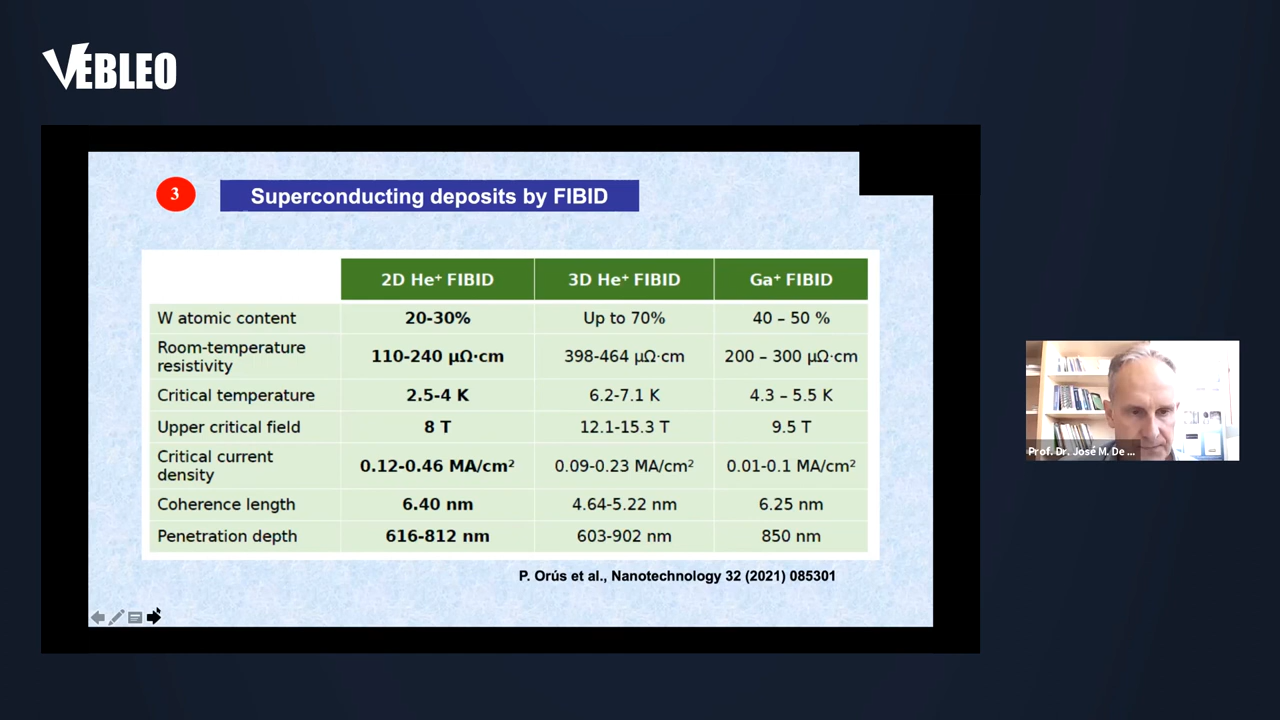 VEBLEO
3
Superconducting deposits by FIBID
2D He⁺ FIBID 3D He⁺ FIBID Ga⁺ FIBID
W atomic content 20-30% Up to 70% 40 – 50 %
Room-temperature
resistivity 110-240 μΩ·cm 398-464 μΩ·cm 200 – 300 μΩ·cm
Critical temperature 2.5-4 K 6.2-7.1 K 4.3 – 5.5 K
Upper critical field 8 T 12.1-15.3 T 9.5 T
Critical current
density 0.12-0.46 MA/cm² 0.09-0.23 MA/cm² 0.01-0.1 MA/cm²
Coherence length 6.40 nm 4.64-5.22 nm 6.25 nm
Penetration depth 616-812 nm 603-902 nm 850 nm
P. Orús et al., Nanotechnology 32 (2021) 085301
Prof. Dr. José M. De ...